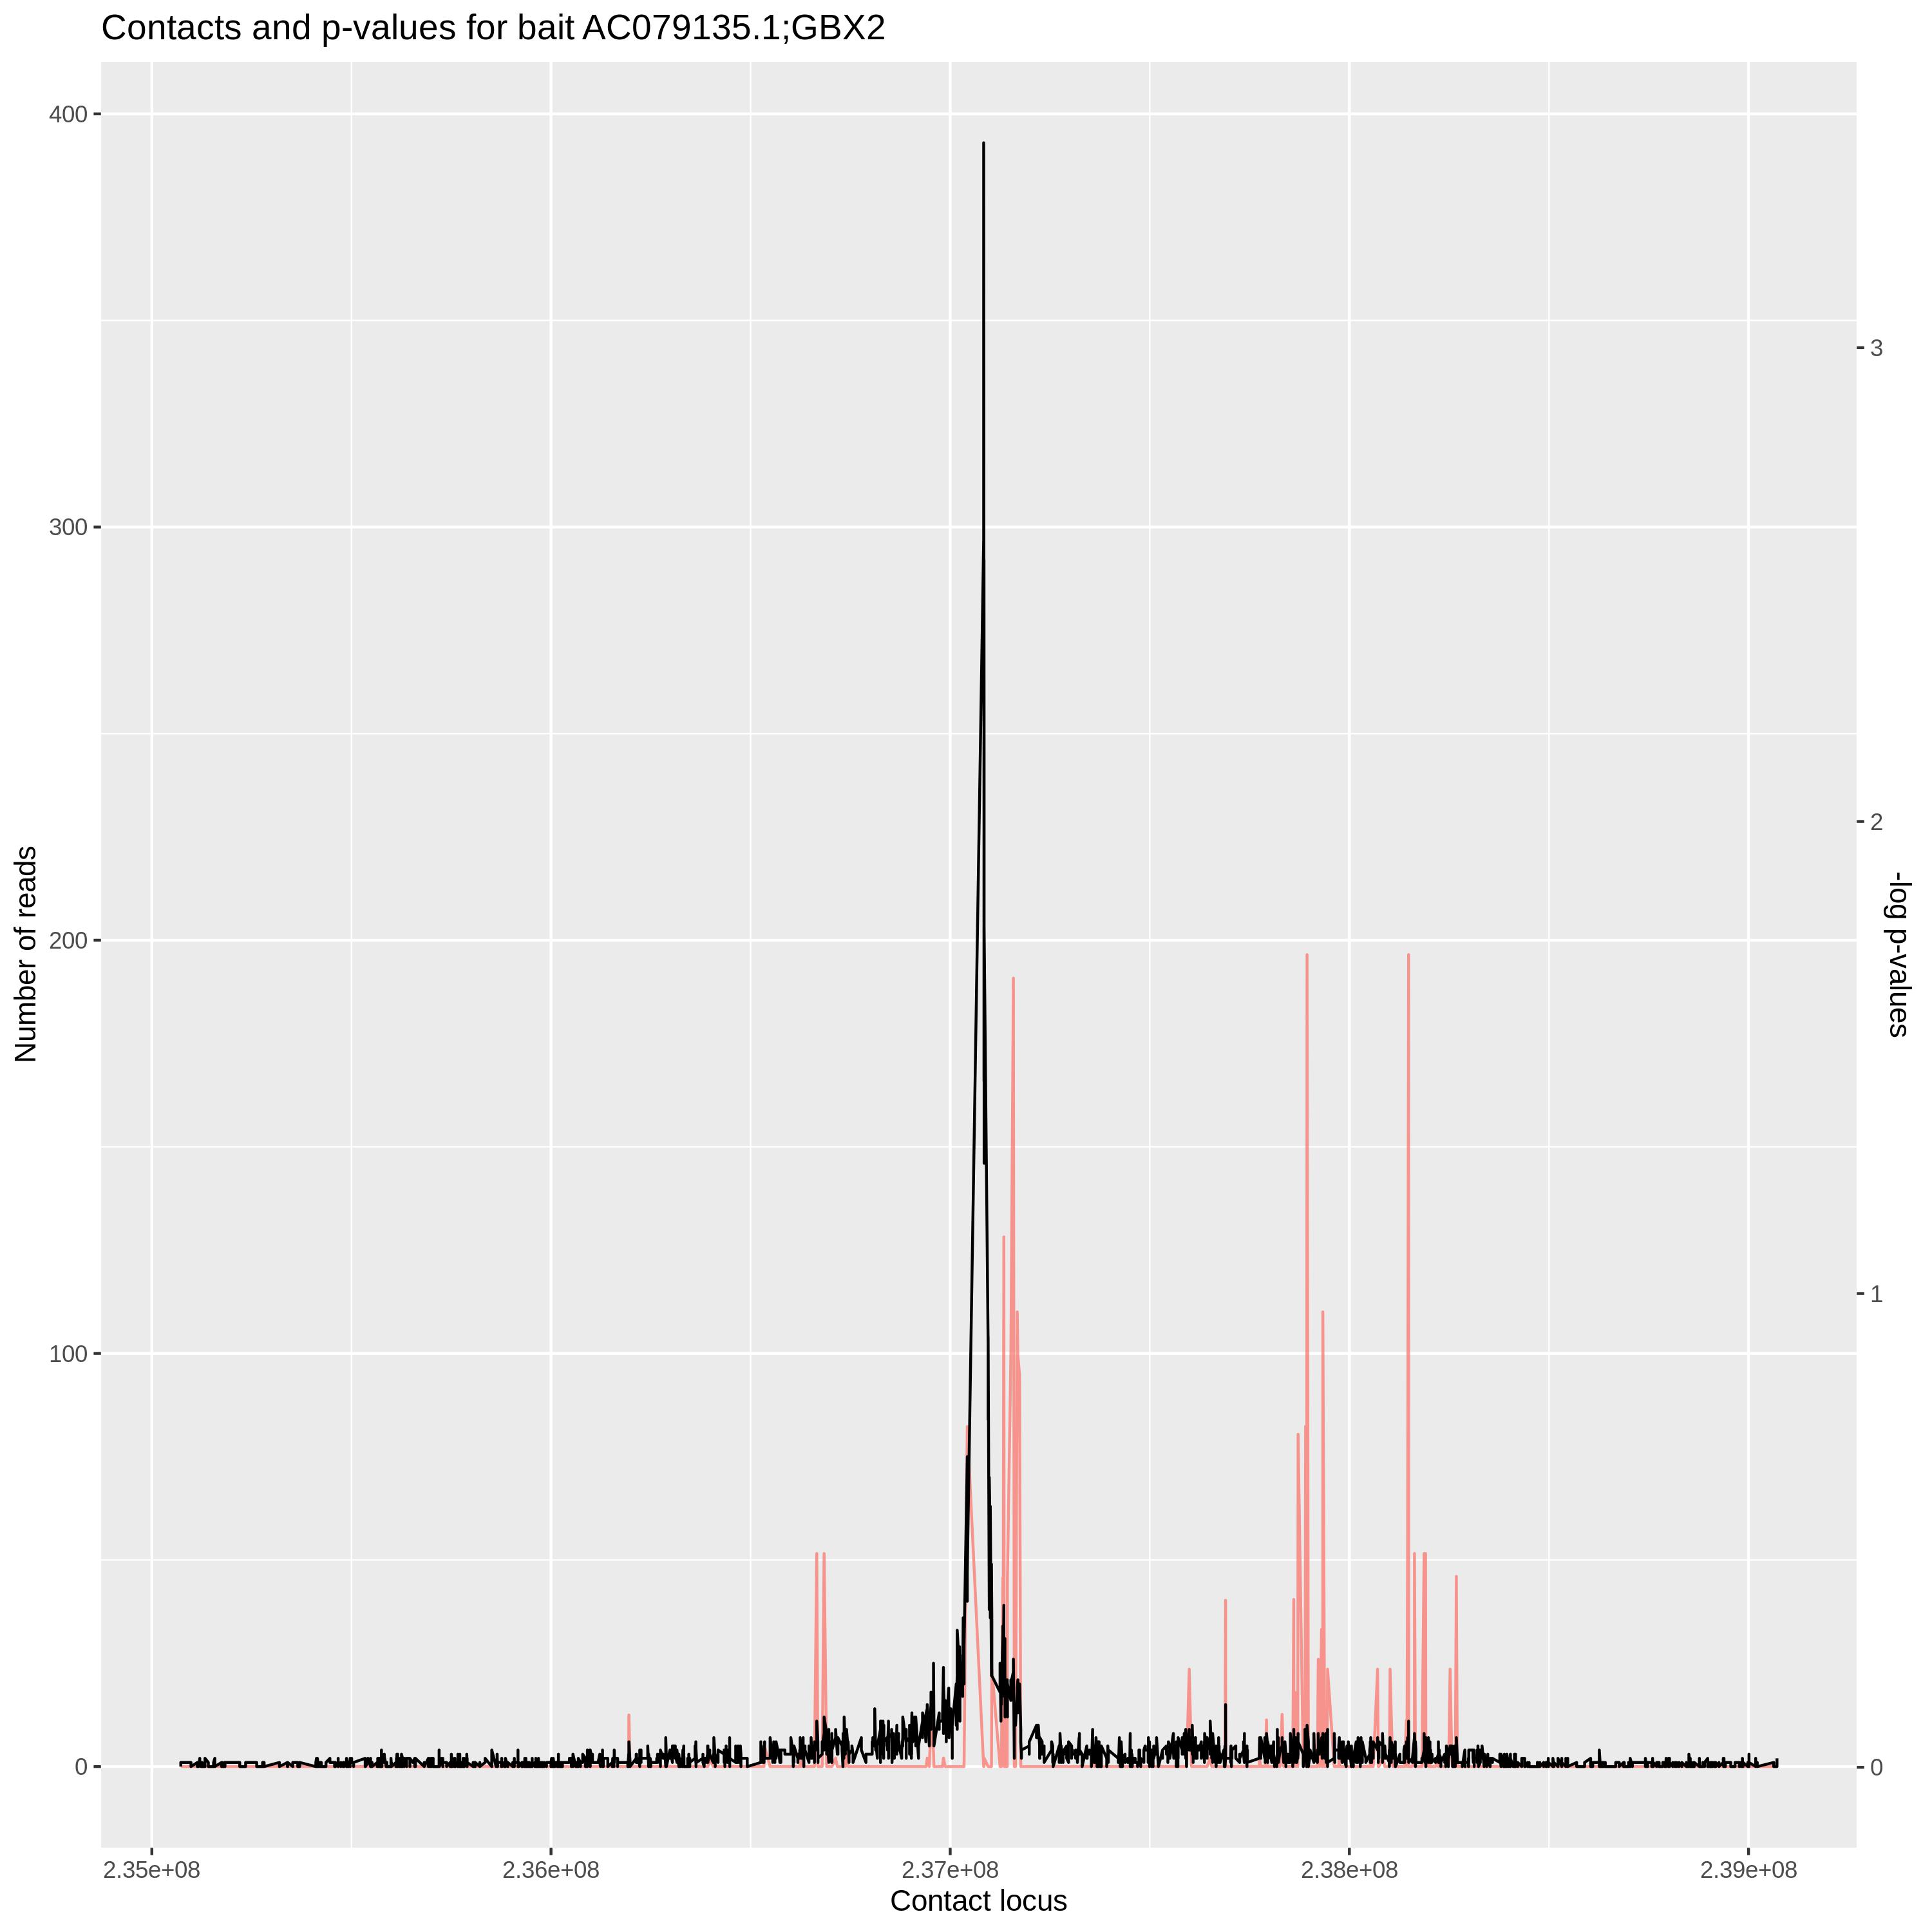 Contacts and p-values for bait AC079135.1;GBX2
400
300
200
100
0
Number of reads
3
2
1
0
-log p-values
2.35e+08
2.36e+08
2.37e+08
2.38e+08
2.39e+08
Contact locus